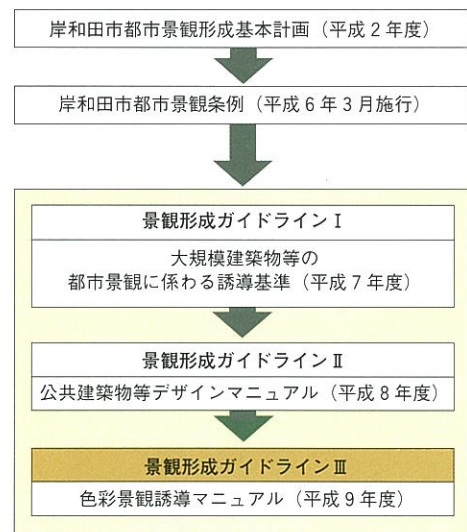 岸和田市都市景観形成基本計画（平成２年度）
岸和田市都市景観条例（平成６年３月施行）
景観形成ガイドラインⅠ
大規模建築物等の
都市景観に係わる誘導基準（平成７年度）
景観形成ガイドラインⅡ
公共建築物等デザインマニュアル（平成８年度）
景観形成ガイドラインⅢ
色彩景観誘導マニュアル（平成９年度）